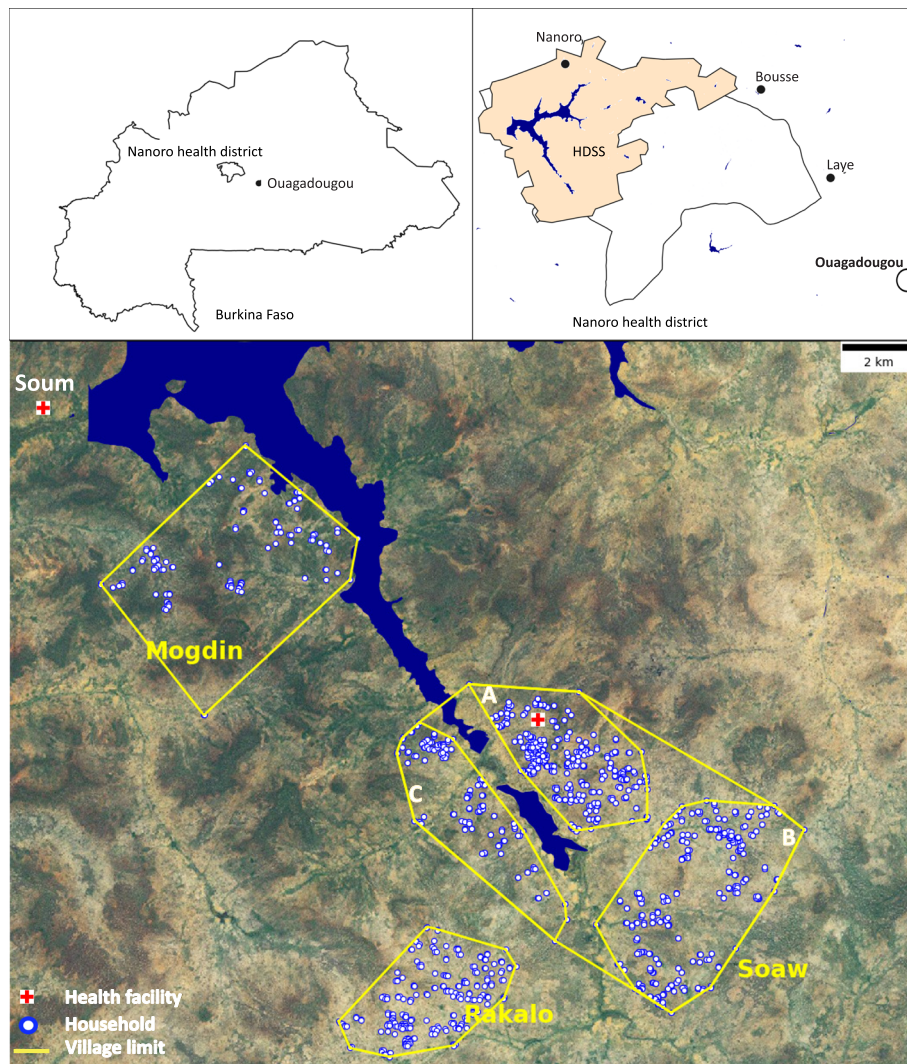 Nanoro health district
Ouagadougou
Burkina Faso
Nanoro
Bousse
HDSS
Laye
Ouagadougou
Nanoro health district
2 km
Soum
Mogdin
A
C
B
Soaw
Rakalo
Health facility
Household
Village limit